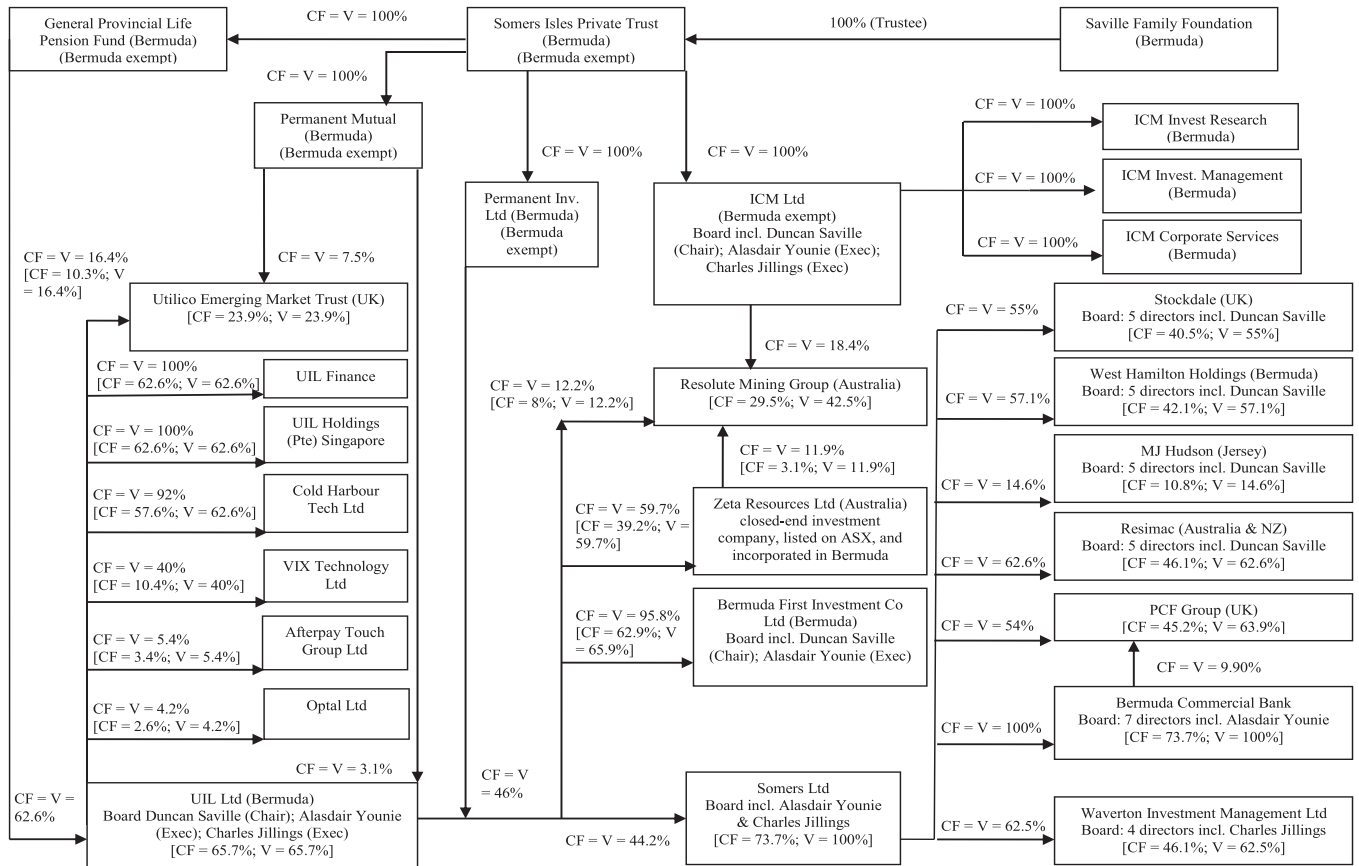 General Provincial Life
Pension Fund (Bermuda)
(Bermuda exempt)
CF = V = 100%
Somers Isles Private Trust
(Bermuda)
(Bermuda exempt)
100% (Trustee)
Saville Family Foundation
(Bermuda)
CF = V = 100%
Permanent Mutual
(Bermuda)
(Bermuda exempt)
CF = V = 100%
Permanent Inv.
Ltd (Bermuda)
(Bermuda
exempt)
CF = V = 100%
ICM Ltd
(Bermuda exempt)
Board incl. Duncan Saville
(Chair); Alasdair Younie (Exec);
Charles Jillings (Exec)
CF = V = 100%
ICM Invest Research
(Bermuda)
CF = V = 100%
ICM Invest. Management
(Bermuda)
CF = V = 100%
ICM Corporate Services
(Bermuda)
CF = V = 16.4%
[CF = 10.3%; V
= 16.4%]
CF = V = 7.5%
Utilico Emerging Market Trust (UK)
[CF = 23.9%; V = 23.9%]
CF = V = 100%
[CF = 62.6%; V = 62.6%]
UIL Finance
CF = V = 100%
[CF = 62.6%; V = 62.6%]
UIL Holdings
(Pte) Singapore
CF = V = 92%
[CF = 57.6%; V = 62.6%]
Cold Harbour
Tech Ltd
CF = V = 40%
[CF = 10.4%; V = 40%]
VIX Technology
Ltd
CF = V = 5.4%
[CF = 3.4%; V = 5.4%]
Afterpay Touch
Group Ltd
CF = V = 4.2%
[CF = 2.6%; V = 4.2%]
Optal Ltd
CF = V = 3.1%
CF = V =
62.6%
UIL Ltd (Bermuda)
Board Duncan Saville (Chair); Alasdair Younie
(Exec); Charles Jillings (Exec)
[CF = 65.7%; V = 65.7%]
CF = V
= 46%
CF = V = 18.4%
CF = V = 12.2%
[CF = 8%; V = 12.2%]
Resolute Mining Group (Australia)
[CF = 29.5%; V = 42.5%]
CF = V = 11.9%
[CF = 3.1%; V = 11.9%]
CF = V = 59.7%
[CF = 39.2%; V =
59.7%]
Zeta Resources Ltd (Australia)
closed-end investment
company, listed on ASX, and
incorporated in Bermuda
CF = V = 95.8%
[CF = 62.9%; V
= 65.9%]
Bermuda First Investment Co
Ltd (Bermuda)
Board incl. Duncan Saville
(Chair); Alasdair Younie (Exec)
CF = V = 44.2%
Somers Ltd
Board incl. Alasdair Younie
& Charles Jillings
[CF = 73.7%; V = 100%]
CF = V = 55%
Stockdale (UK)
Board: 5 directors incl. Duncan Saville
[CF = 40.5%; V = 55%]
CF = V = 57.1%
West Hamilton Holdings (Bermuda)
Board: 5 directors incl. Duncan Saville
[CF = 42.1%; V = 57.1%]
CF = V = 14.6%
MJ Hudson (Jersey)
Board: 5 directors incl. Duncan Saville
[CF = 10.8%; V = 14.6%]
CF = V = 62.6%
Resimac (Australia & NZ)
Board: 5 directors incl. Duncan Saville
[CF = 46.1%; V = 62.6%]
CF = V = 54%
PCF Group (UK)
[CF = 45.2%; V = 63.9%]
CF = V = 9.90%
CF = V = 100%
Bermuda Commercial Bank
Board: 7 directors incl. Alasdair Younie
[CF = 73.7%; V = 100%]
CF = V = 62.5%
Waverton Investment Management Ltd
Board: 4 directors incl. Charles Jillings
[CF = 46.1%; V = 62.5%]